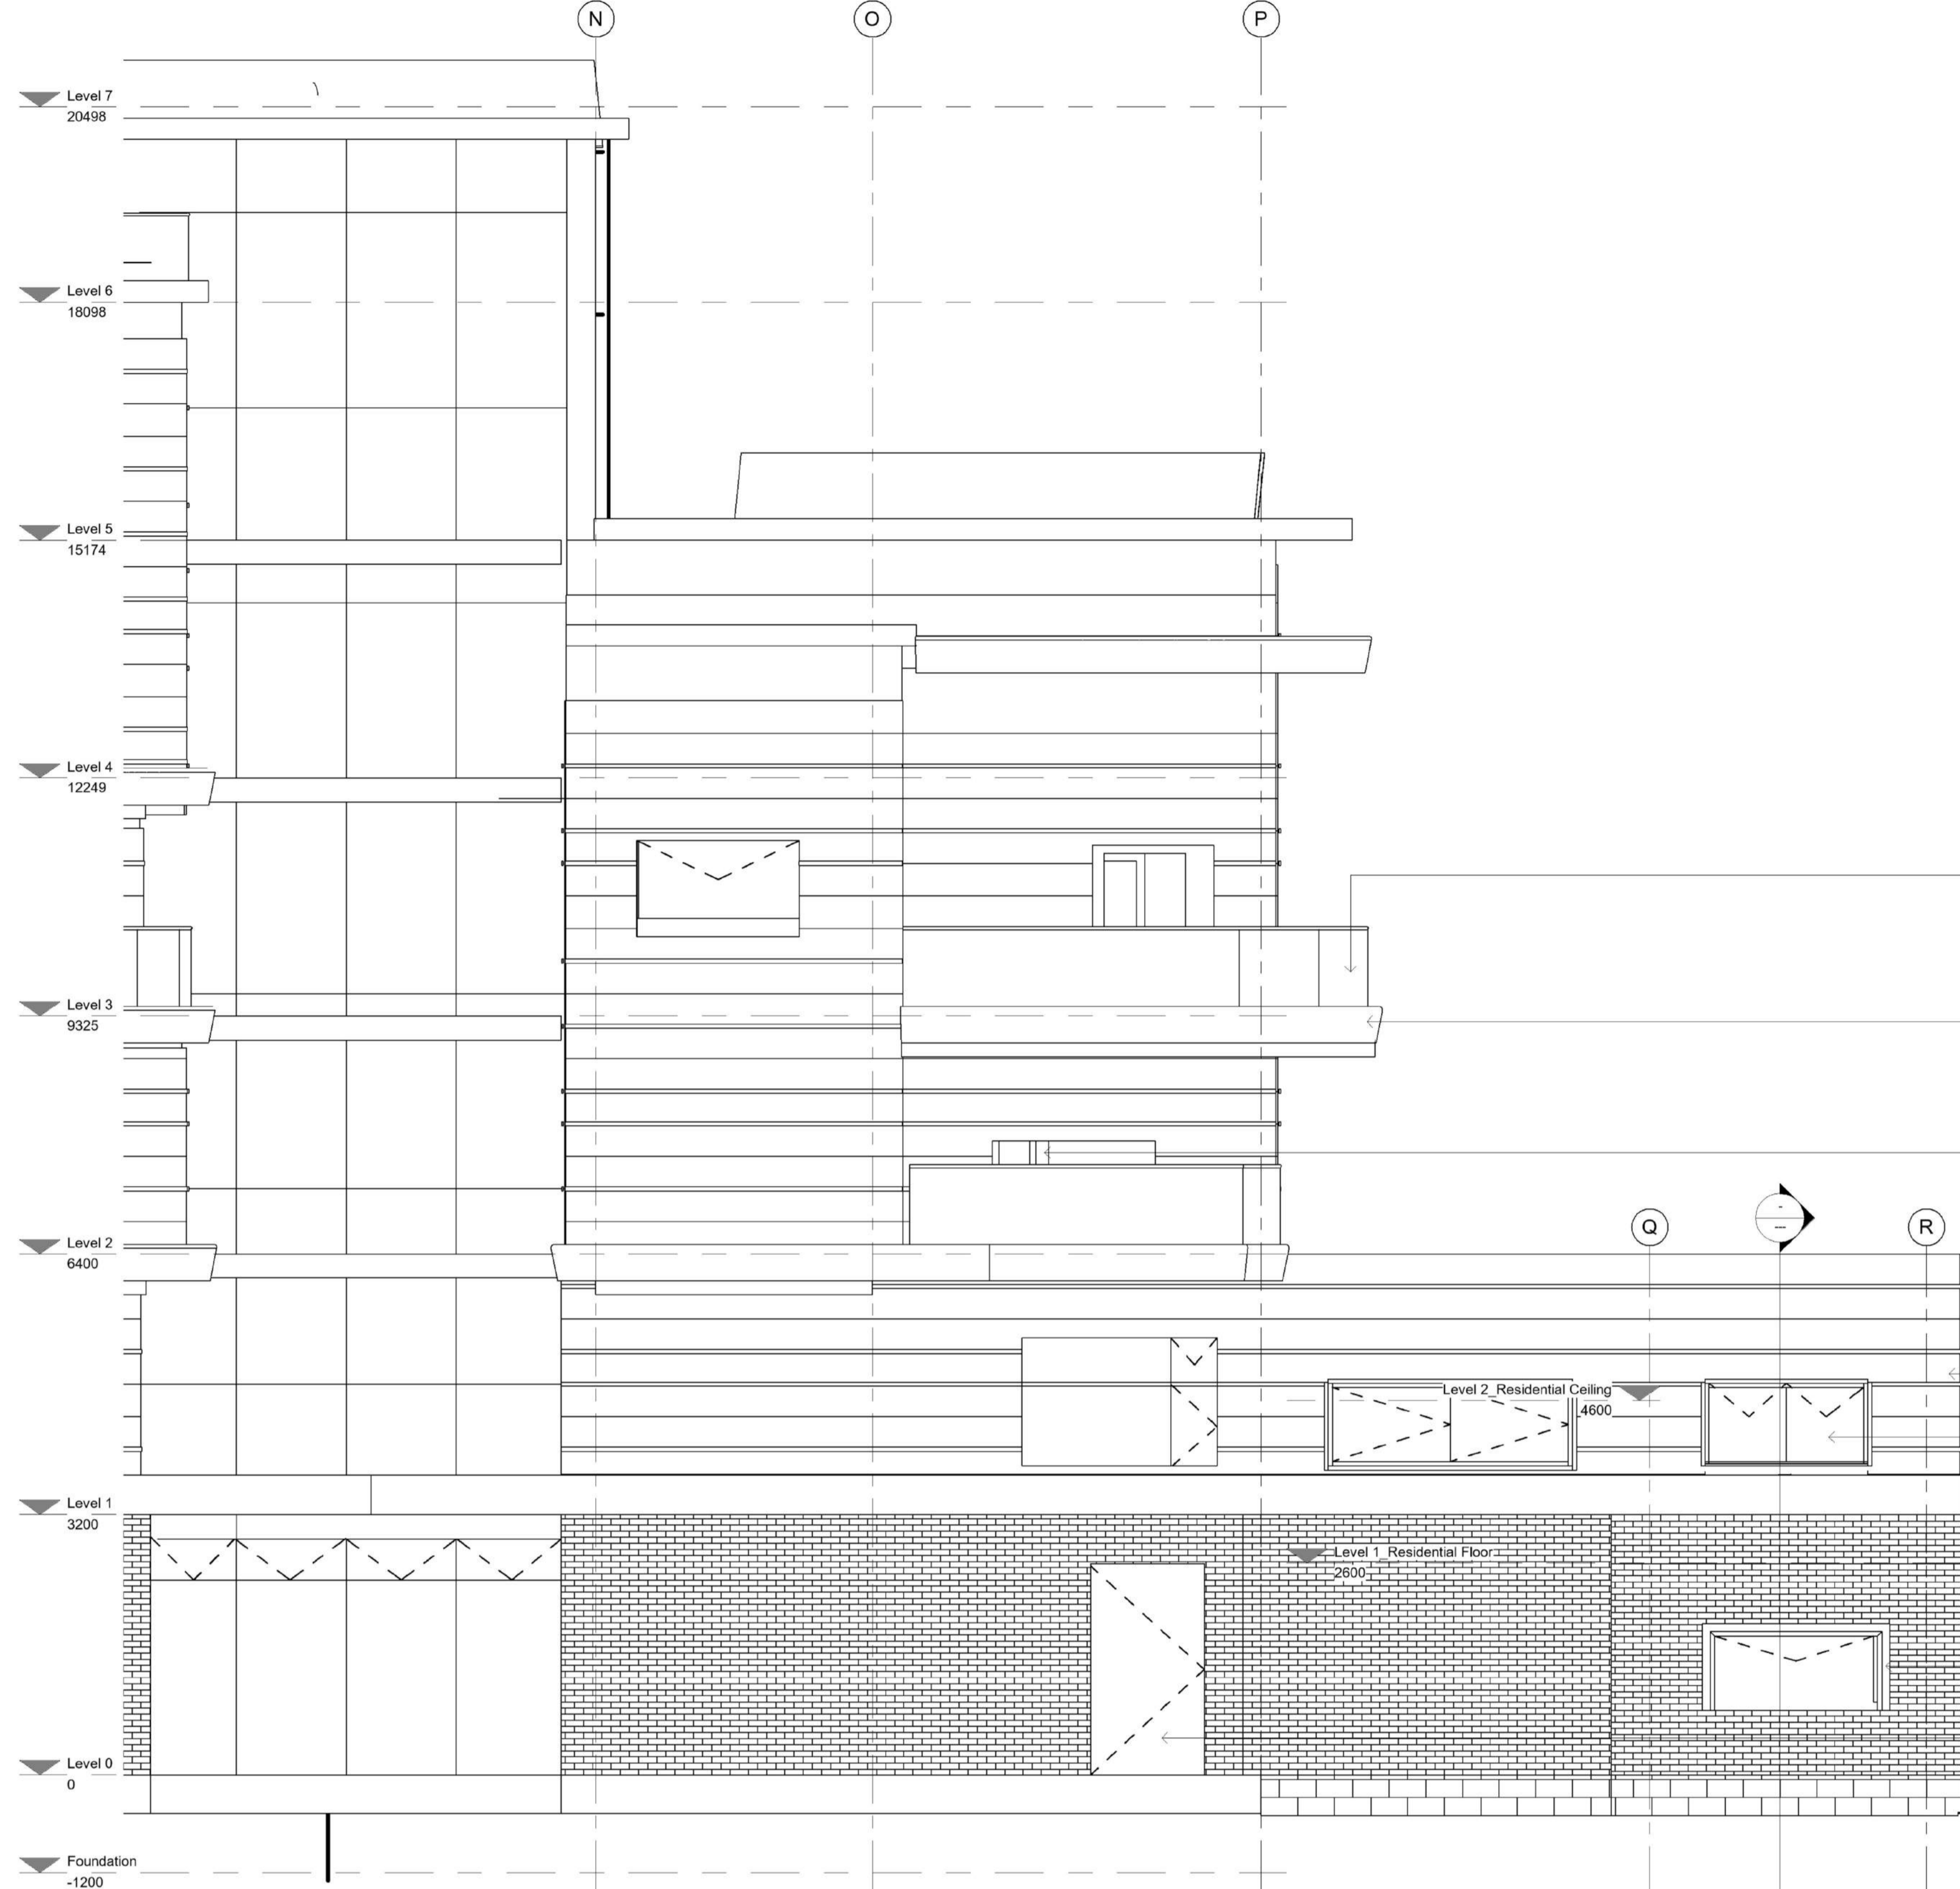 N
O
P
Level 7
20498
Level 6
18098
Level 5
15174
Level 4
12249
Level 3
9325
Level 2
6400
Q
-
---
R
Level 2_Residential Ceiling
4600
Level 1
3200
Level 1_Residential Floor
2600
Level 0
0
Foundation
-1200